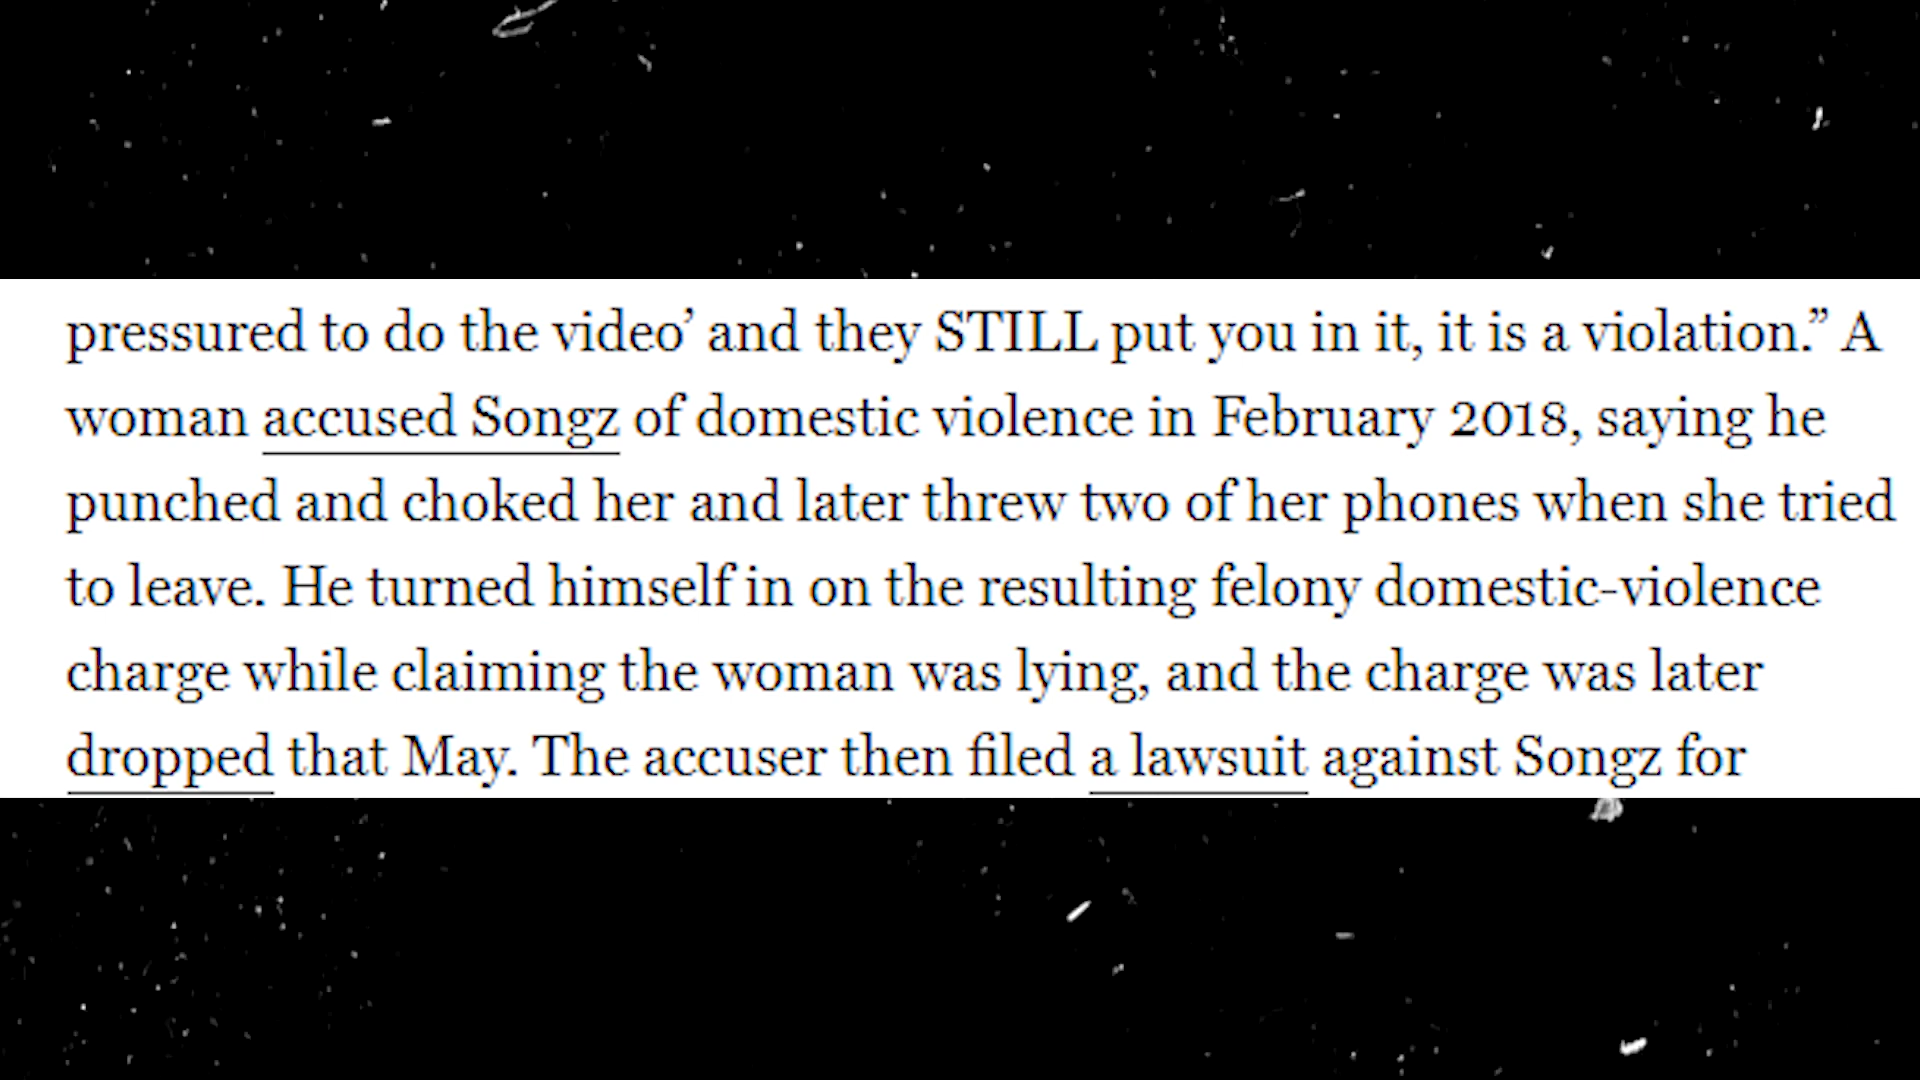 pressured to do the video’ and they STILL put you in it, it is a violation.” A
woman accused Songz of domestic violence in February 2018, saying he
punched and choked her and later threw two of her phones when she tried
to leave. He turned himself in on the resulting felony domestic-violence
charge while claiming the woman was lying, and the charge was later
dropped that May. The accuser then filed a lawsuit against Songz for